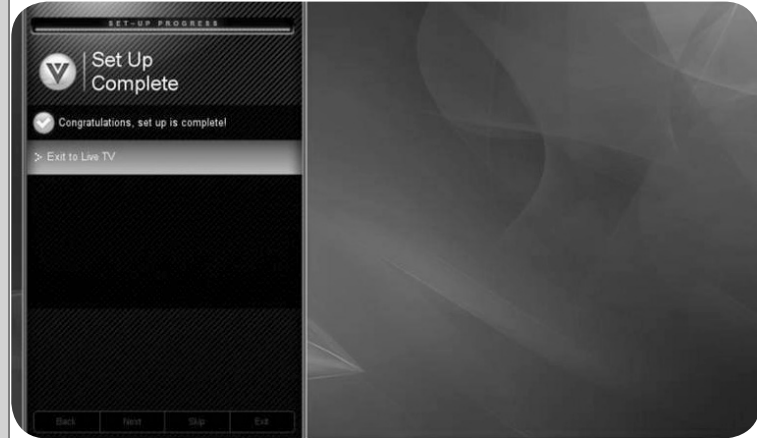 SET-UP PROGRESS
Set Up
Complete
Congratulations, set up is complete!
> Exit to Live TV
Back Next Skip Exit